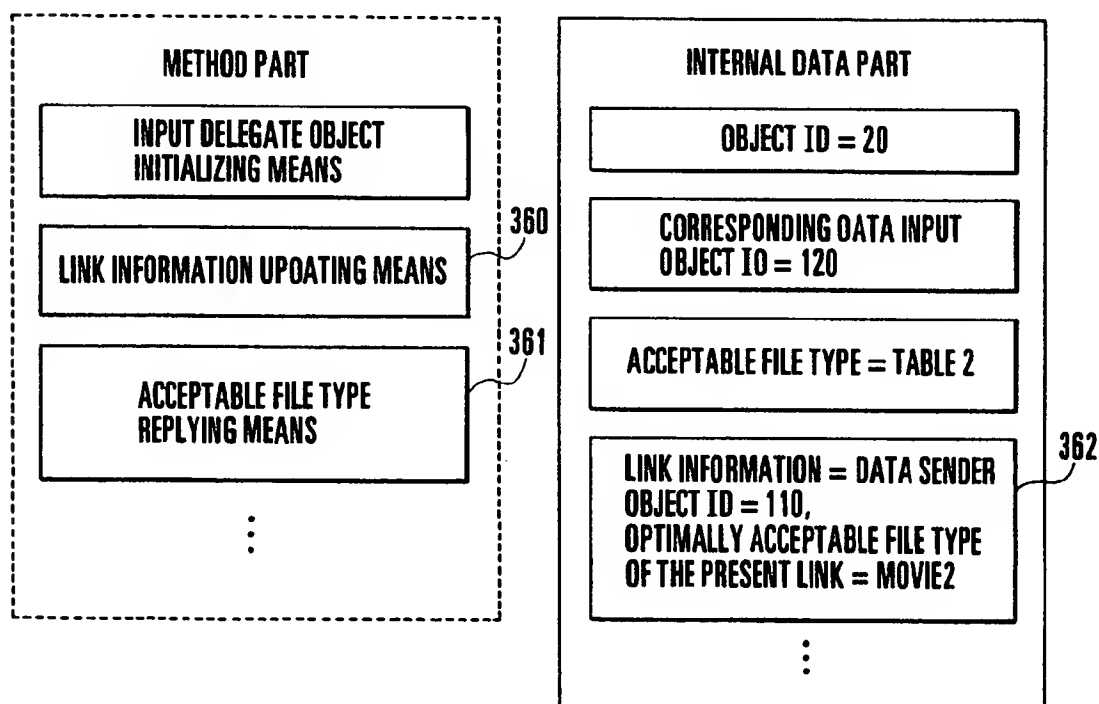 METHOD PART
INPUT DELEGATE OBJECT
INITIALIZING MEANS
360
LINK INFORMATION UPOATING MEANS
361
ACCEPTABLE FILE TYPE
REPLYING MEANS
INTERNAL DATA PART
OBJECT ID = 20
CORRESPONDING OATA INPUT
OBJECT IO = 120
ACCEPTABLE FILE TYPE = TABLE 2
362
LINK INFORMATION = DATA SENDER
OBJECT ID = 110,
OPTIMALLY ACCEPTABLE FILE TYPE
OF THE PRESENT LINK = MOVIE2